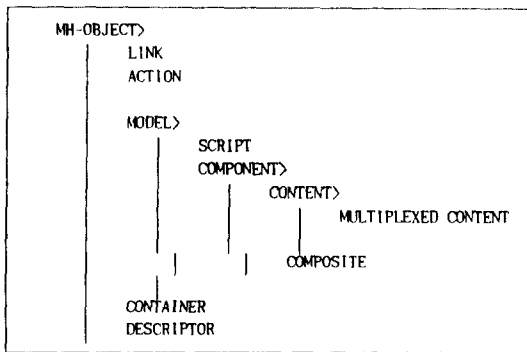 MH-OBJECT>
LINK
ACTION
MODEL>
SCRIPT
COMPONENT>
CONTENT>
MULTIPLEXED CONTENT
COMPOSITE
CONTAINER
DESCRIPTOR